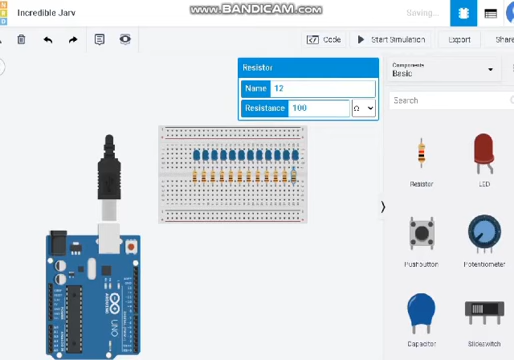 www.BANDICAM.com
Incredible Jarv
Saving...
Code
Start Simulation
Export
Share
Resistor
Name 12
Resistance 100 Ω
Components
Basic
Search
Resistor
LED
Pushbutton
Potentiometer
Capacitor
Slideswitch
UNO
ARDUINO